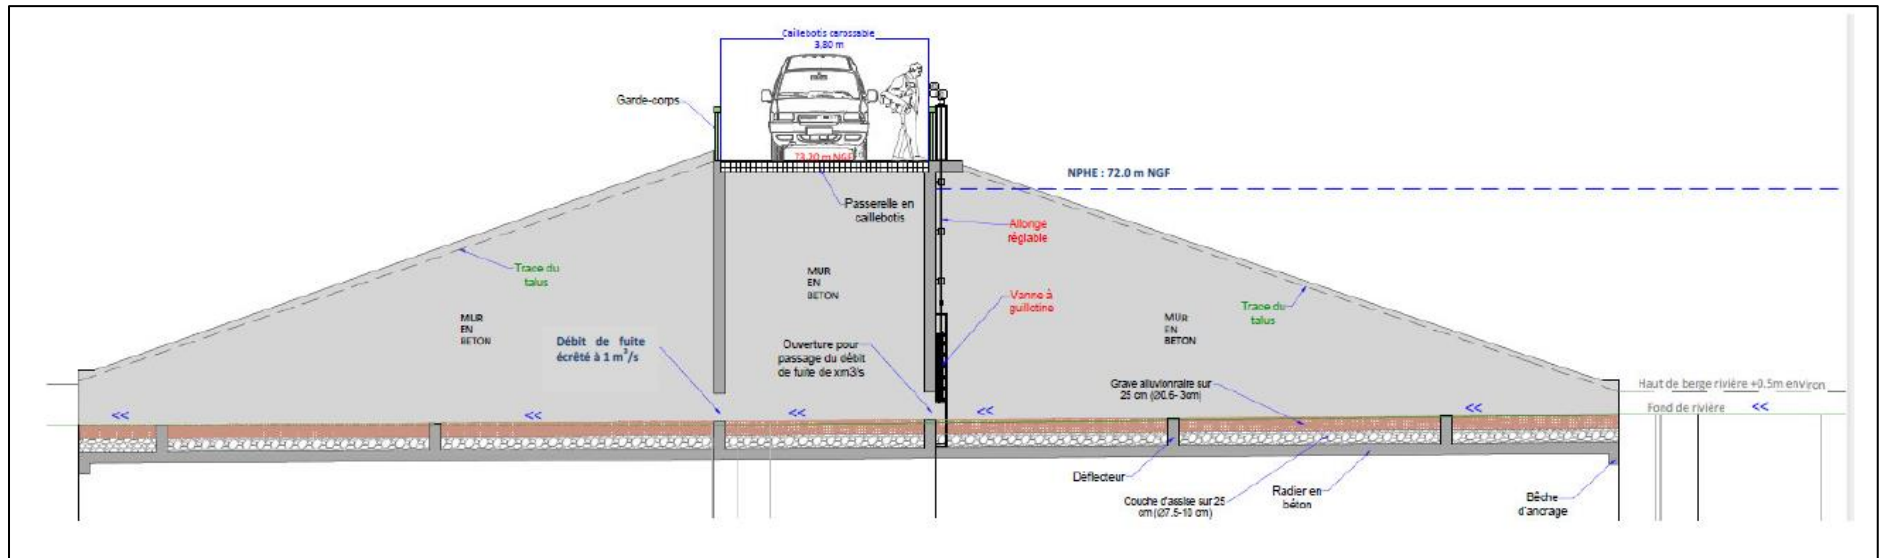 Caillebotis carossable
3,80 m
Garde-corps
73.20 m NGF
NPHE : 72.0 m NGF
Passerelle en
caillebotis
Allonge
réglable
Trace du
talus
MUR
EN
BETON
Vanne à
guillotine
Trace du
talus
MUR
EN
BETON
MUR
EN
BETON
Débit de fuite
écrêté à 1 m³/s
Ouverture pour
passage du débit
de fuite de xm3/s
Grave alluvionnaire sur
25 cm (Ø0.6- 3cm)
Haut de berge rivière +0.5m environ
Fond de rivière <<
<< << << << <<
Déflecteur
Couche d'assise sur 25
cm (Ø7.5-10 cm)
Radier en
béton
Bêche
d'ancrage